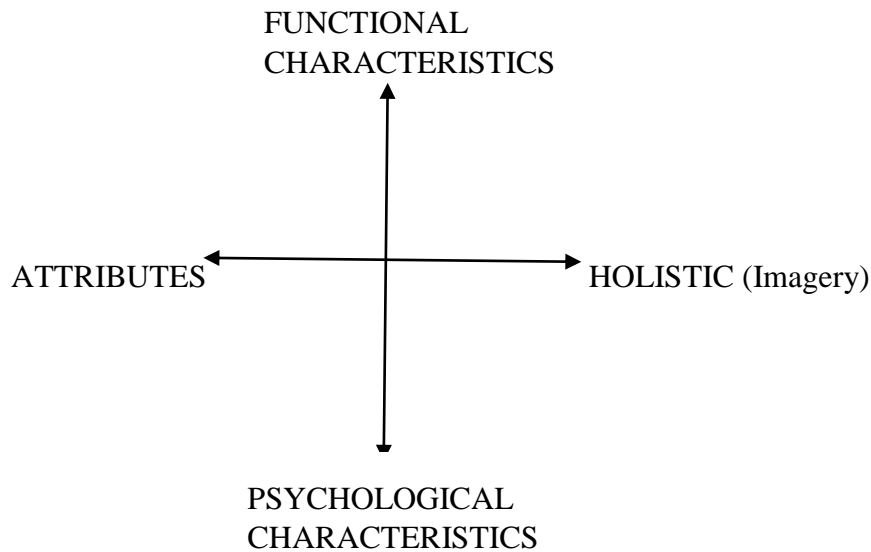 FUNCTIONAL
CHARACTERISTICS
ATTRIBUTES
HOLISTIC (Imagery)
PSYCHOLOGICAL
CHARACTERISTICS